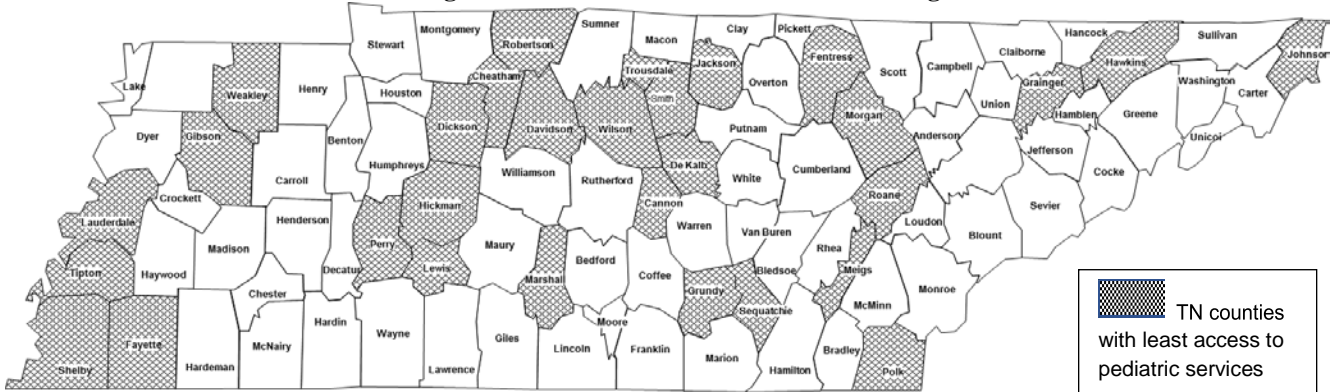 Sumner
Macon
Clay
Pickett
Stewart
Montgomery
Robertson
Hancock
Sullivan
Claiborne
Johnson
Lake
Weakley
Henry
Houston
Cheatham
Trousdale
Smith
Jackson
Overton
Fentress
Scott
Campbell
Union
Grainger
Hawkins
Washington
Carter
Dyer
Gibson
Benton
Dickson
Davidson
Wilson
Putnam
Morgan
Anderson
Hamblen
Greene
Unicoi
Carroll
Humphreys
Williamson
Rutherford
De Kalb
White
Cumberland
Jefferson
Cocke
Crockett
Lauderdale
Henderson
Hickman
Cannon
Roane
Loudon
Sevier
Tipton
Haywood
Madison
Decatur
Perry
Lewis
Maury
Marshal
Bedford
Coffee
Warren
Van Buren
Bledsoe
Rhea
Meigs
Blount
Monroe
McMinn
Chester
Grundy
Sequatchie
Shelby
Fayette
Hardeman
McNairy
Hardin
Wayne
Lawrence
Giles
Lincoln
Moore
Franklin
Marion
Hamilton
Bradley
Polk
TN counties
with least access to
pediatric services